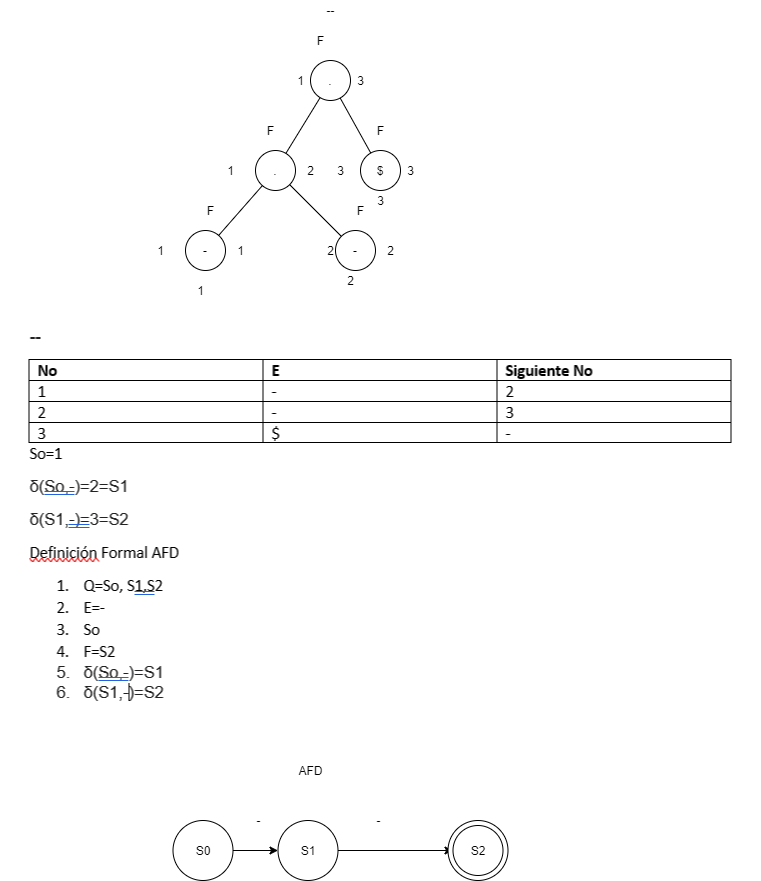 --
F
1 . 3
F F
1 . 2 3 $ 3
3
F F
1 - 1 2 - 2
2
1
--
No E Siguiente No
1 - 2
2 - 3
3 $ -
So=1
δ(So,-)=2=S1
δ(S1,-)=3=S2
Definición Formal AFD
1. Q=So, S1,S2
2. E=-
3. So
4. F=S2
5. δ(So,-)=S1
6. δ(S1,-)=S2
AFD
- -
S0 S1 S2